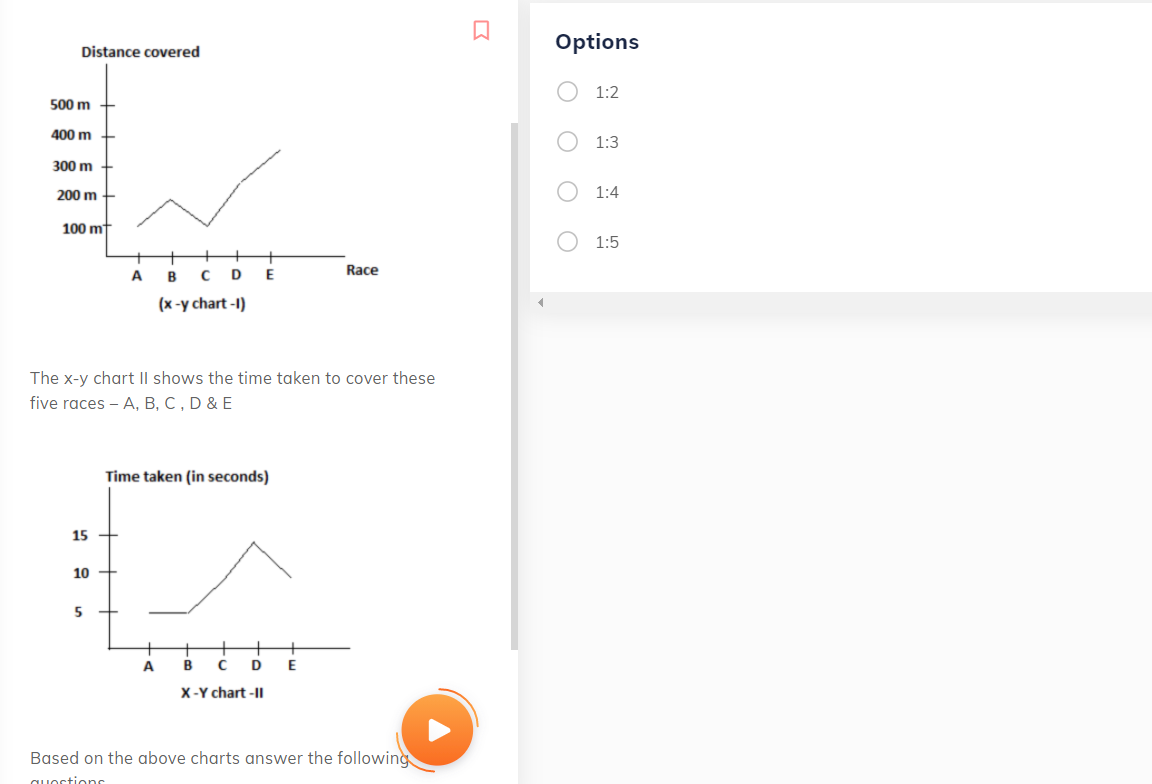 Distance covered
500 m
400 m
300 m
200 m
100 m
A B C D E
Race
(x -y chart -I)
The x-y chart II shows the time taken to cover these
five races – A, B, C , D & E
Time taken (in seconds)
15
10
5
A B C D E
X -Y chart -II
Based on the above charts answer the following
questions
Options
1:2
1:3
1:4
1:5